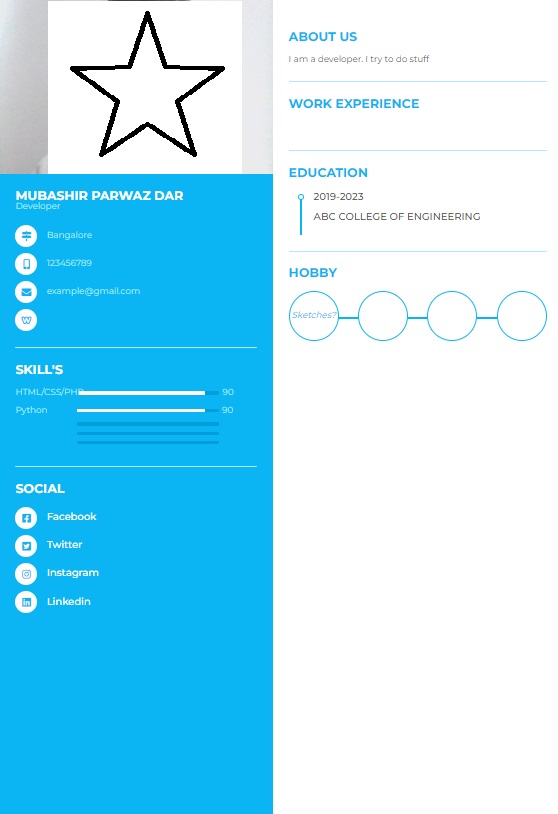 MUBASHIR PARWAZ DAR
Developer
Bangalore
123456789
example@gmail.com
SKILL'S
HTML/CSS/PHP 90
Python 90
SOCIAL
Facebook
Twitter
Instagram
Linkedin
ABOUT US
I am a developer. I try to do stuff
WORK EXPERIENCE
EDUCATION
2019-2023
ABC COLLEGE OF ENGINEERING
HOBBY
Sketches?